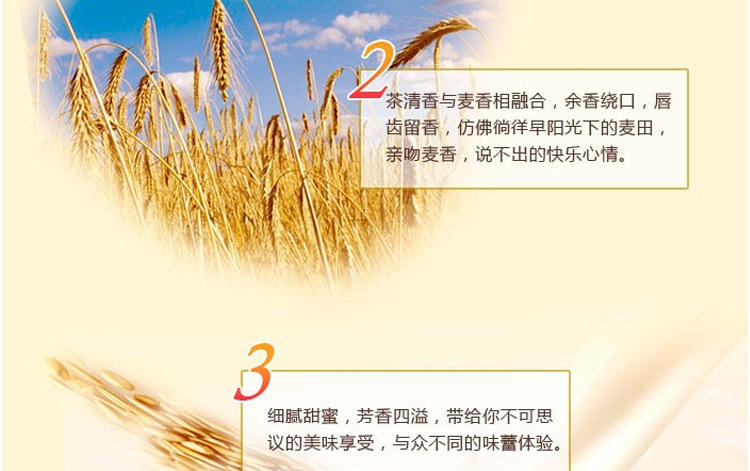 2
茶清香与麦香相融合，余香绕口，唇
齿留香，仿佛徜徉早阳光下的麦田，
亲吻麦香，说不出的快乐心情。
3
细腻甜蜜，芳香四溢，带给你不可思
议的美味享受，与众不同的味蕾体验。